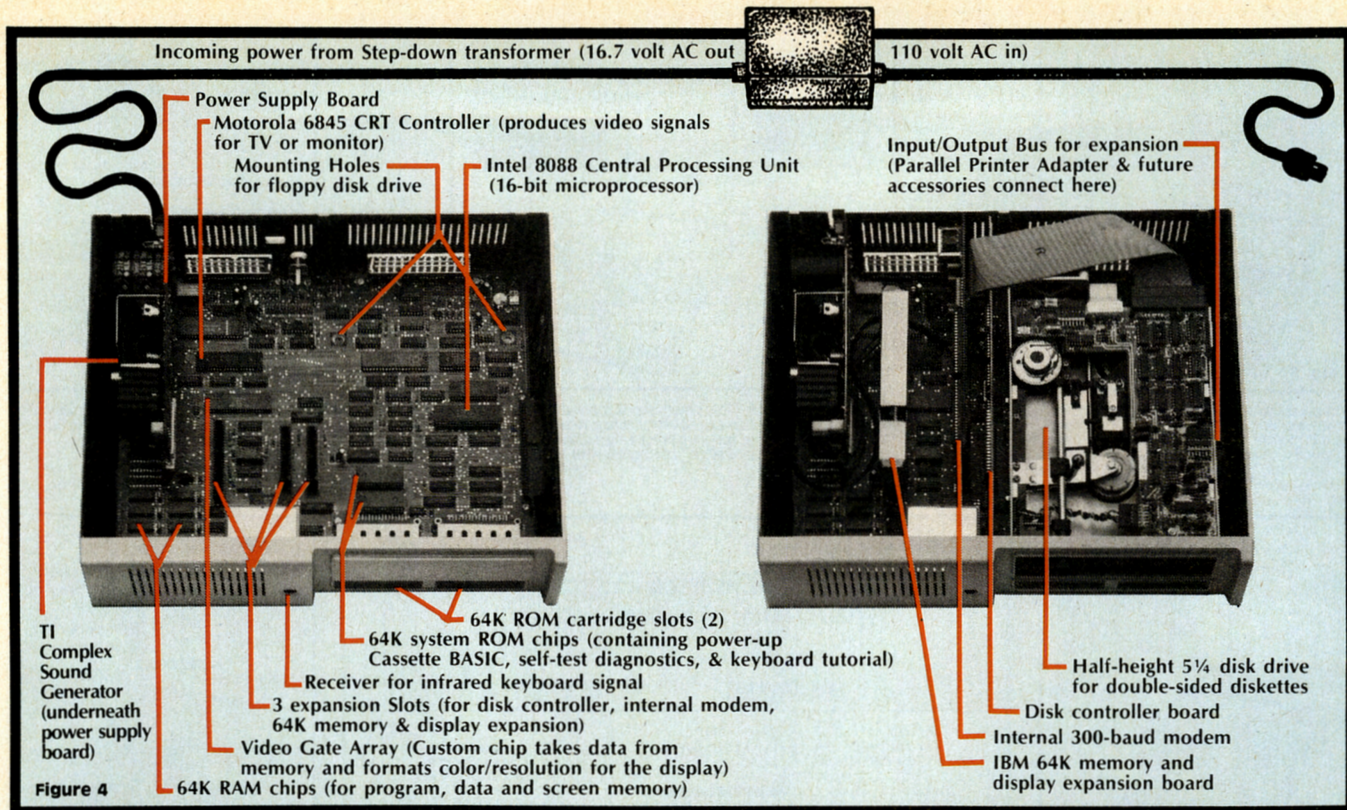 Incoming power from Step-down transformer (16.7 volt AC out
110 volt AC in)
Power Supply Board
Motorola 6845 CRT Controller (produces video signals
for TV or monitor)
Mounting Holes
for floppy disk drive
Intel 8088 Central Processing Unit
(16-bit microprocessor)
Input/Output Bus for expansion
(Parallel Printer Adapter & future
accessories connect here)
64K ROM cartridge slots (2)
64K system ROM chips (containing power-up
Cassette BASIC, self-test diagnostics, & keyboard tutorial)
Receiver for infrared keyboard signal
3 expansion Slots (for disk controller, internal modem,
64K memory & display expansion)
Video Gate Array (Custom chip takes data from
memory and formats color/resolution for the display)
64K RAM chips (for program, data and screen memory)
TI
Complex
Sound
Generator
(underneath
power supply
board)
Half-height 5¼ disk drive
for double-sided diskettes
Disk controller board
Internal 300-baud modem
IBM 64K memory and
display expansion board
Figure 4